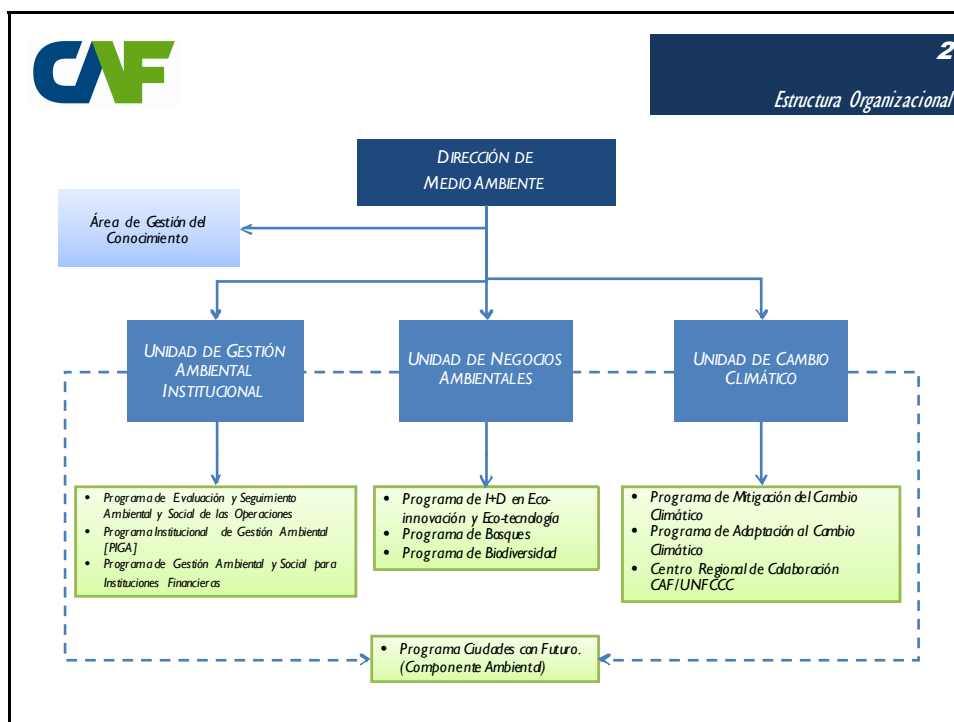 CAF
2
Estructura Organizacional
DIRECCIÓN DE
MEDIO AMBIENTE
Área de Gestión del
Conocimiento
UNIDAD DE GESTIÓN
AMBIENTAL
INSTITUCIONAL
UNIDAD DE NEGOCIOS
AMBIENTALES
UNIDAD DE CAMBIO
CLIMÁTICO
• Programa de Evaluación y Seguimiento
Ambiental y Social de las Operaciones
• Programa Institucional de Gestión Ambiental
[PIGA]
• Programa de Gestión Ambiental y Social para
Instituciones Financieras
• Programa de I+D en Eco-
innovación y Eco-tecnología
• Programa de Bosques
• Programa de Biodiversidad
• Programa de Mitigación del Cambio
Climático
• Programa de Adaptación al Cambio
Climático
• Centro Regional de Colaboración
CAF/UNFCCC
• Programa Ciudades con Futuro.
(Componente Ambiental)